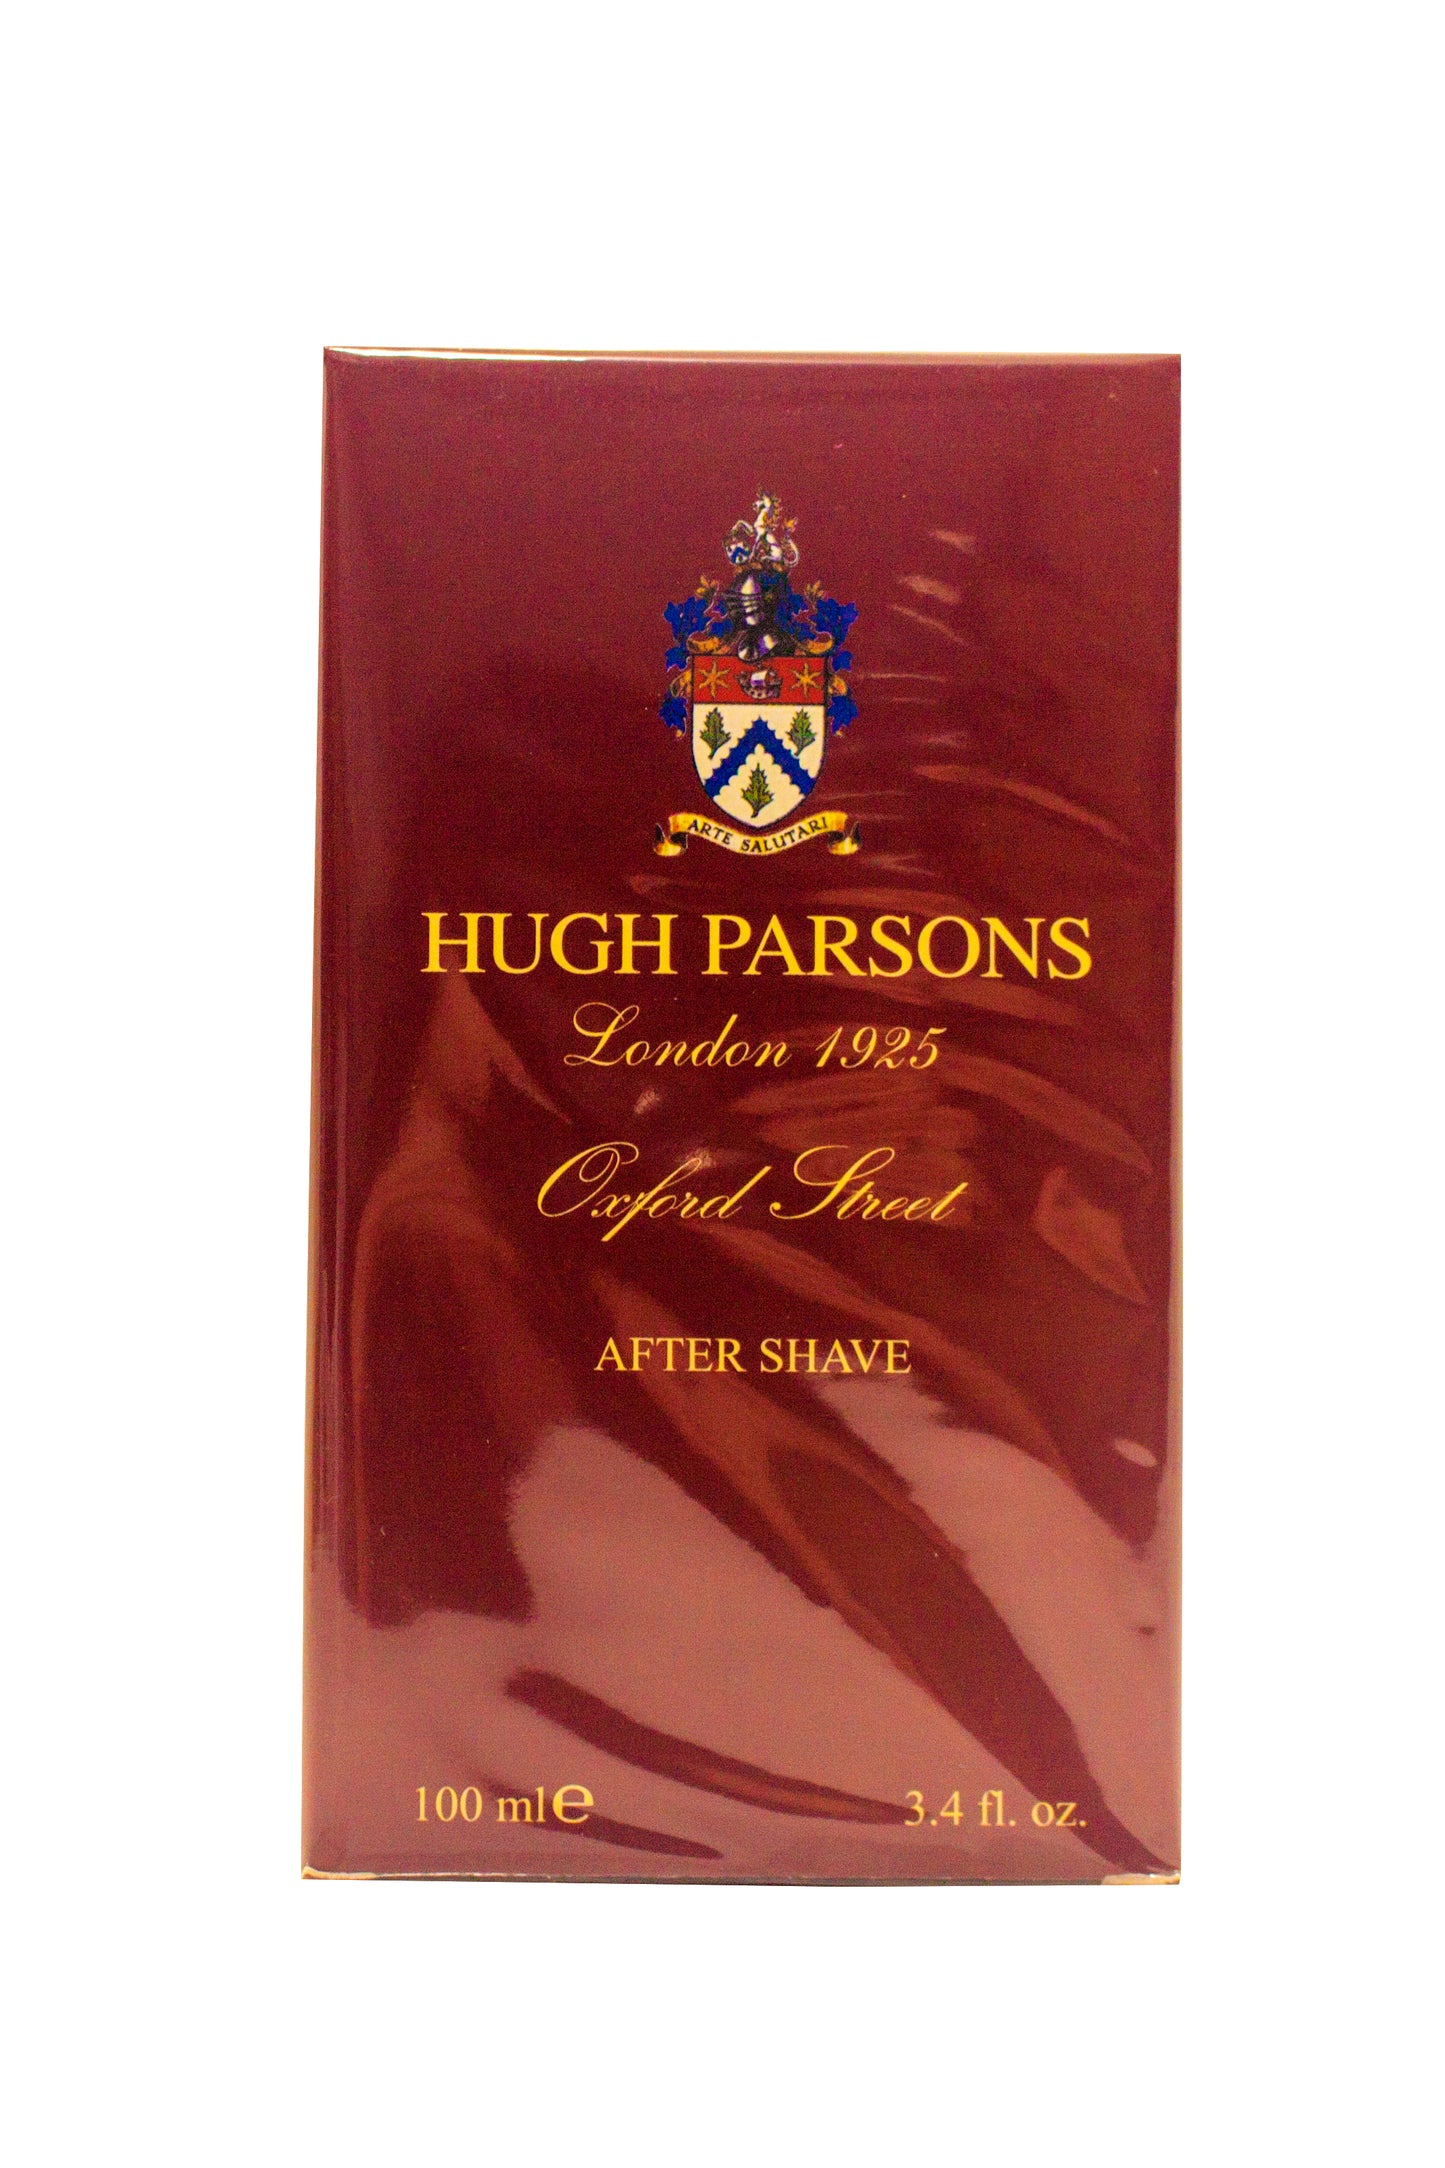 ARTE SALUTARI
HUGH PARSONS
London 1925
Oxford Street
AFTER SHAVE
100 ml ℮ 3.4 fl. oz.